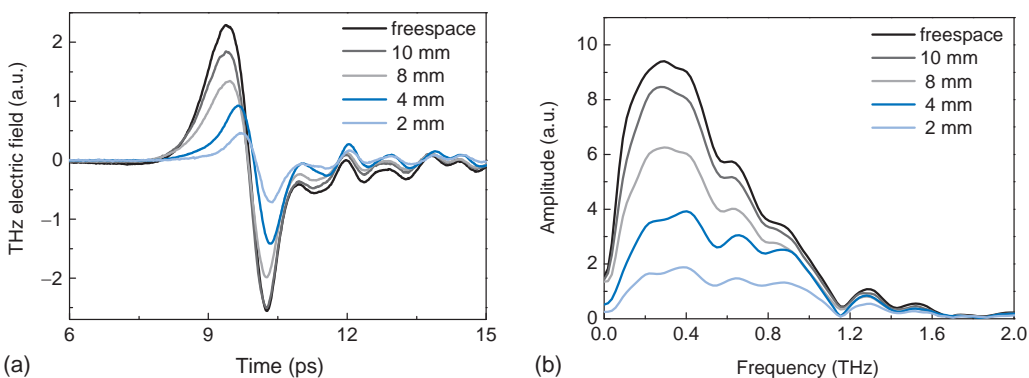 freespace
10 mm
8 mm
4 mm
2 mm
2
1
0
−1
−2
6
9
12
15
THz electric field (a.u.)
Time (ps)
(a)
freespace
10 mm
8 mm
4 mm
2 mm
10
8
6
4
2
0
0.0
0.4
0.8
1.2
1.6
2.0
Amplitude (a.u.)
Frequency (THz)
(b)